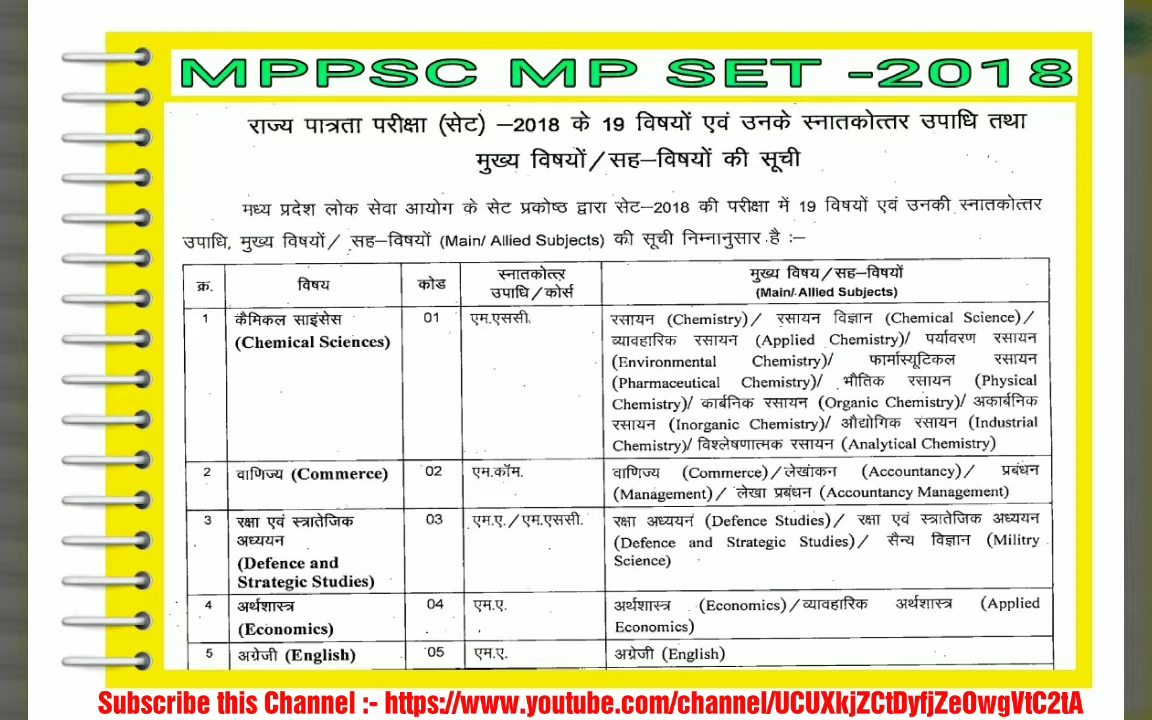 MPPSC MP SET -2018
राज्य पात्रता परीक्षा (सेट) –2018 के 19 विषयों एवं उनके स्नातकोत्तर उपाधि तथा
मुख्य विषयों/सह–विषयों की सूची
मध्य प्रदेश लोक सेवा आयोग के सेट प्रकोष्ठ द्वारा सेट–2018 की परीक्षा में 19 विषयों एवं उनकी स्नातकोत्तर
उपाधि, मुख्य विषयों/ सह–विषयों (Main/ Allied Subjects) की सूची निम्नानुसार है :–
क्र.
विषय
कोड
स्नातकोत्त्र
उपाधि/कोर्स
मुख्य विषय/सह–विषयों
(Main/ Allied Subjects)
1
कैमिकल साइंसेस
(Chemical Sciences)
01
एम.एससी.
रसायन (Chemistry)/ रसायन विज्ञान (Chemical Science)/
व्यावहारिक रसायन (Applied Chemistry)/ पर्यावरण रसायन
(Environmental Chemistry)/ फार्मास्यूटिकल रसायन
(Pharmaceutical Chemistry)/ भौतिक रसायन (Physical
Chemistry)/ कार्बनिक रसायन (Organic Chemistry)/ अकार्बनिक
रसायन (Inorganic Chemistry)/ औद्योगिक रसायन (Industrial
Chemistry)/ विश्लेषणात्मक रसायन (Analytical Chemistry)
2
वाणिज्य (Commerce)
02
एम.कॉम.
वाणिज्य (Commerce)/लेखांकन (Accountancy)/ प्रबंधन
(Management)/ लेखा प्रबंधन (Accountancy Management)
3
रक्षा एवं स्त्रातेजिक
अध्ययन
(Defence and
Strategic Studies)
03
एम.ए./एम.एससी.
रक्षा अध्ययन (Defence Studies)/ रक्षा एवं स्त्रातेजिक अध्ययन
(Defence and Strategic Studies)/ सैन्य विज्ञान (Militry
Science)
4
अर्थशास्त्र
(Economics)
04
एम.ए.
अर्थशास्त्र (Economics)/व्यावहारिक अर्थशास्त्र (Applied
Economics)
5
अग्रेजी (English)
05
एम.ए.
अग्रेजी (English)
Subscribe this Channel :- https://www.youtube.com/channel/UCUXkjZCtDyfjZeOwgVtC2tA